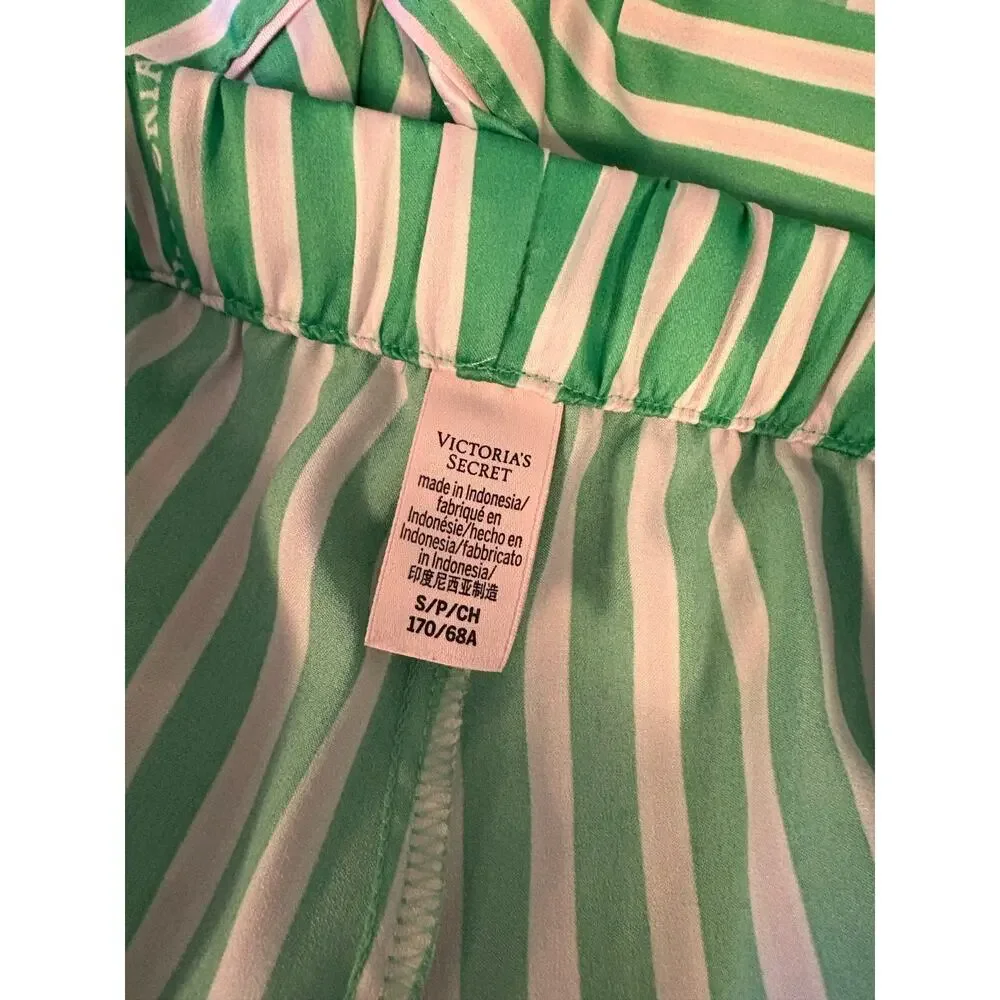 VICTORIA'S
SECRET
made in Indonesia/
fabriqué en
Indonésie/hecho en
Indonesia/fabbricato
in Indonesia/
印度尼西亚制造
S/P/CH
170/68A